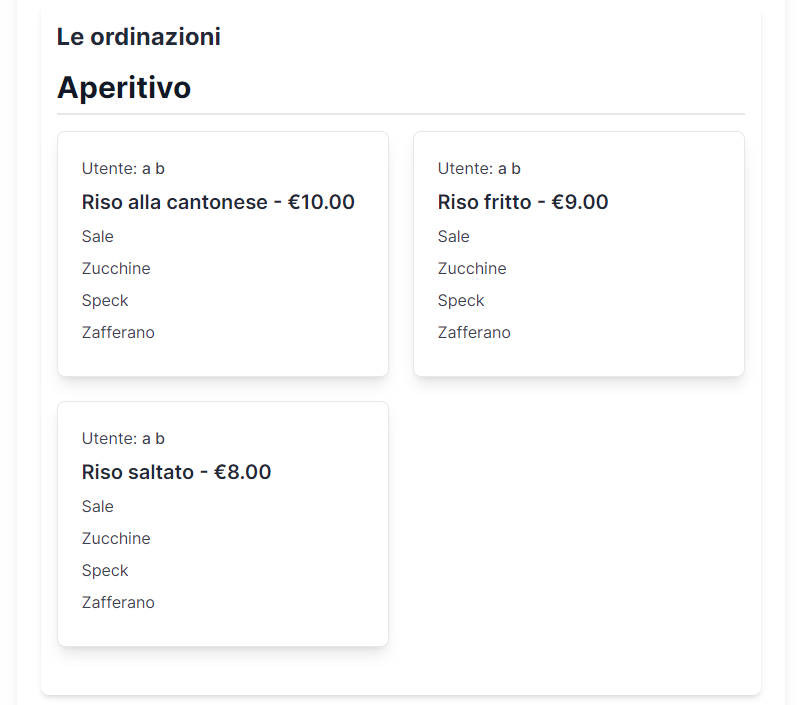 Le ordinazioni
Aperitivo
Utente: a b
Riso alla cantonese - €10.00
Sale
Zucchine
Speck
Zafferano
Utente: a b
Riso fritto - €9.00
Sale
Zucchine
Speck
Zafferano
Utente: a b
Riso saltato - €8.00
Sale
Zucchine
Speck
Zafferano